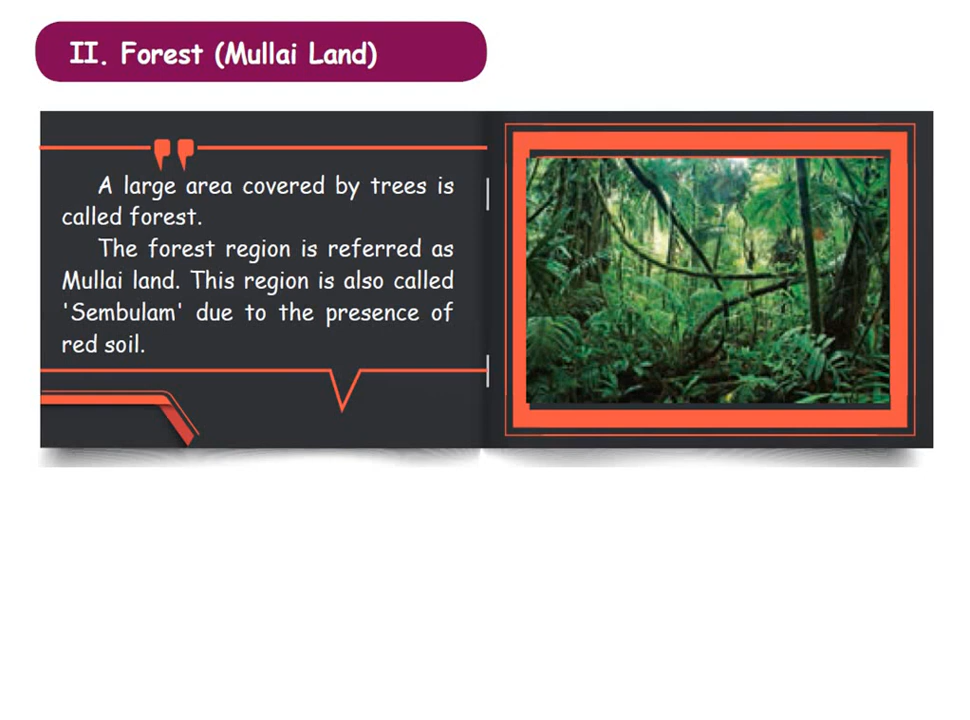 II. Forest (Mullai Land)
A large area covered by trees is
called forest.
The forest region is referred as
Mullai land. This region is also called
'Sembulam' due to the presence of
red soil.